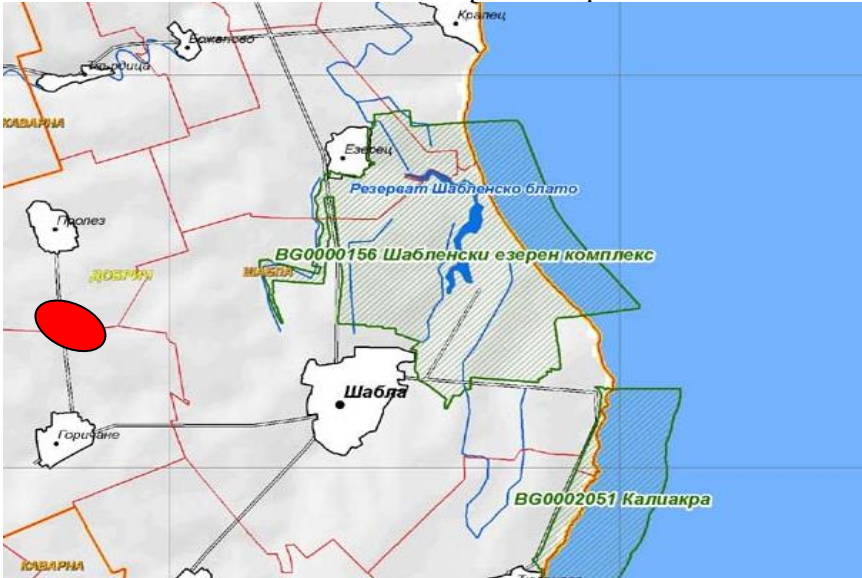 Крапец
Божаново
Твърдица
КАВАРНА
Езерец
Резерват Шабленско блато
Пролез
BG0000156 Шабленски езерен комплекс
ДОБРИЧ
ШАБЛА
Шабла
Горичане
BG0002051 Калиакра
КАВАРНА